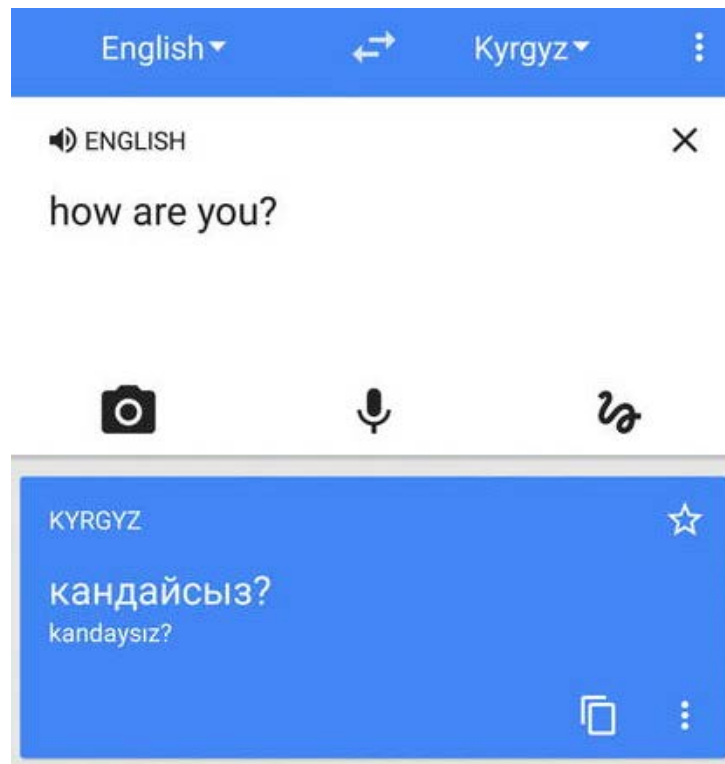 English Kyrgyz
ENGLISH
how are you?
KYRGYZ
кандайсыз?
kandaysız?